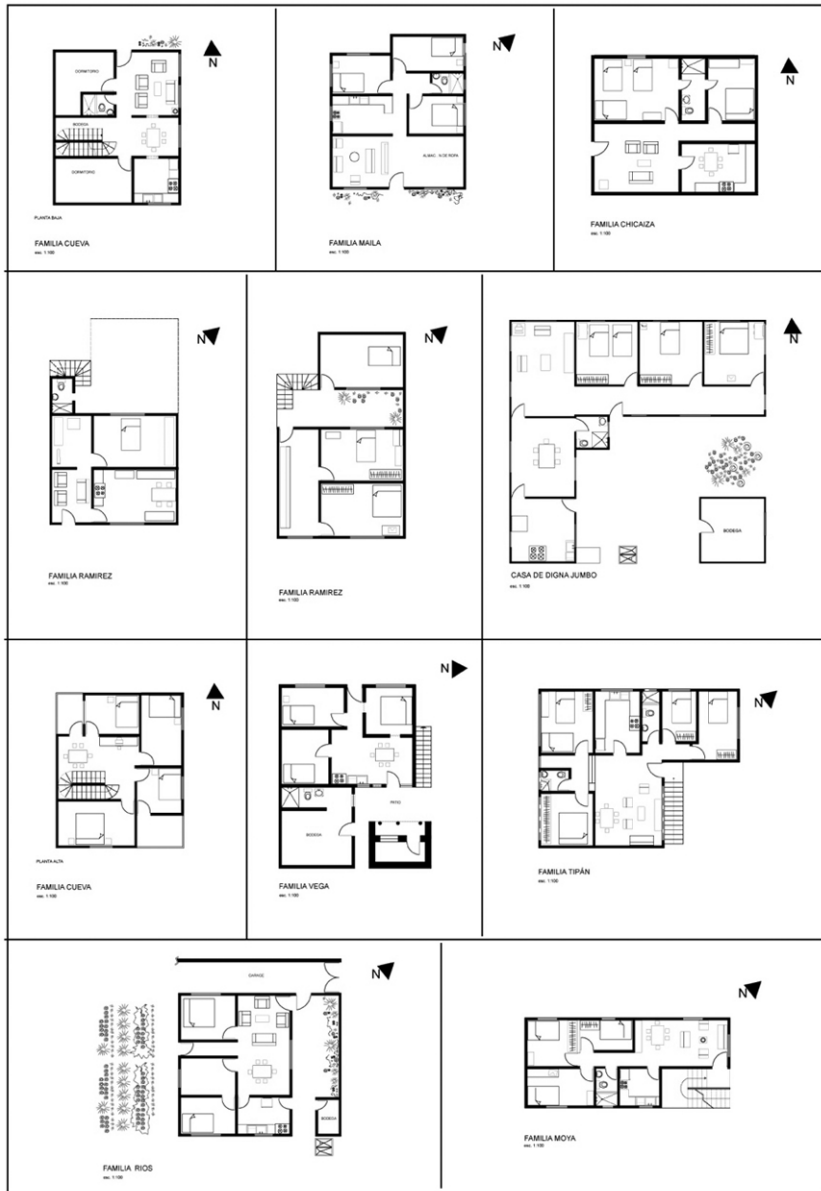 DORMITORIO
N
BODEGA
DORMITORIO
PLANTA BAJA
FAMILIA CUEVA
esc. 1:100
N
ALMAC. N DE ROPA
FAMILIA MAILA
esc. 1:100
N
FAMILIA CHICAIZA
esc. 1:100
N
FAMILIA RAMIREZ
esc. 1:100
N
FAMILIA RAMIREZ
esc. 1:100
N
BODEGA
CASA DE DIGNA JUMBO
esc. 1:100
N
PLANTA ALTA
FAMILIA CUEVA
esc. 1:100
N
PATIO
BODEGA
FAMILIA VEGA
esc. 1:100
N
FAMILIA TIPÁN
esc. 1:100
GARAGE
N
BODEGA
FAMILIA RIOS
esc. 1:100
N
FAMILIA MOYA
esc. 1:100